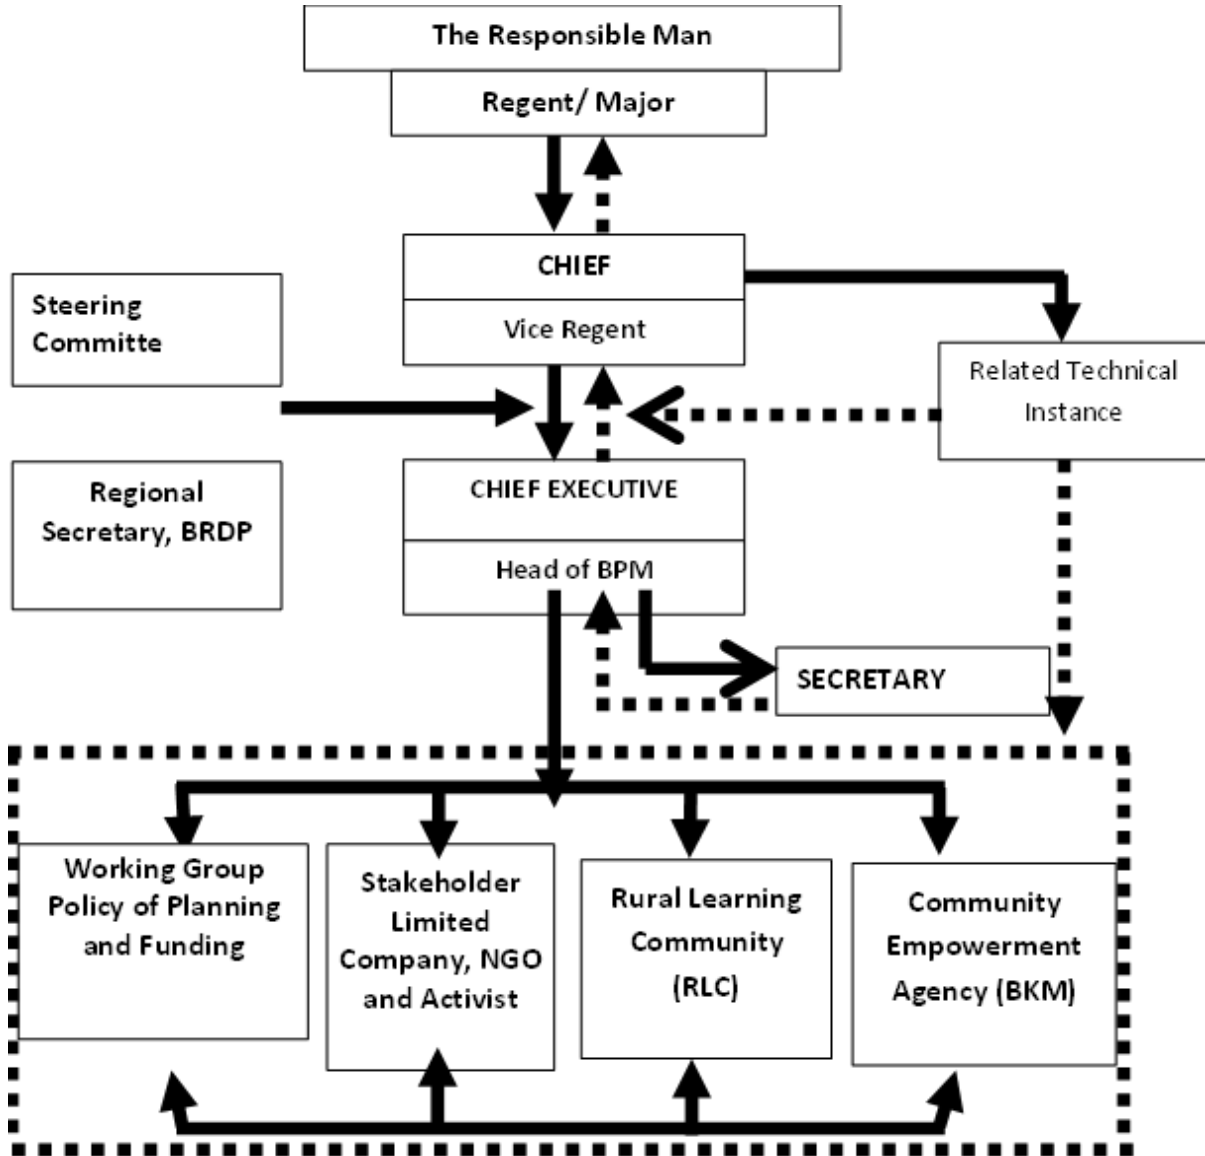 The Responsible Man
Regent/ Major
CHIEF
Vice Regent
Steering
Committe
Related Technical
Instance
Regional
Secretary, BRDP
CHIEF EXECUTIVE
Head of BPM
SECRETARY
Working Group
Policy of Planning
and Funding
Stakeholder
Limited
Company, NGO
and Activist
Rural Learning
Community
(RLC)
Community
Empowerment
Agency (BKM)